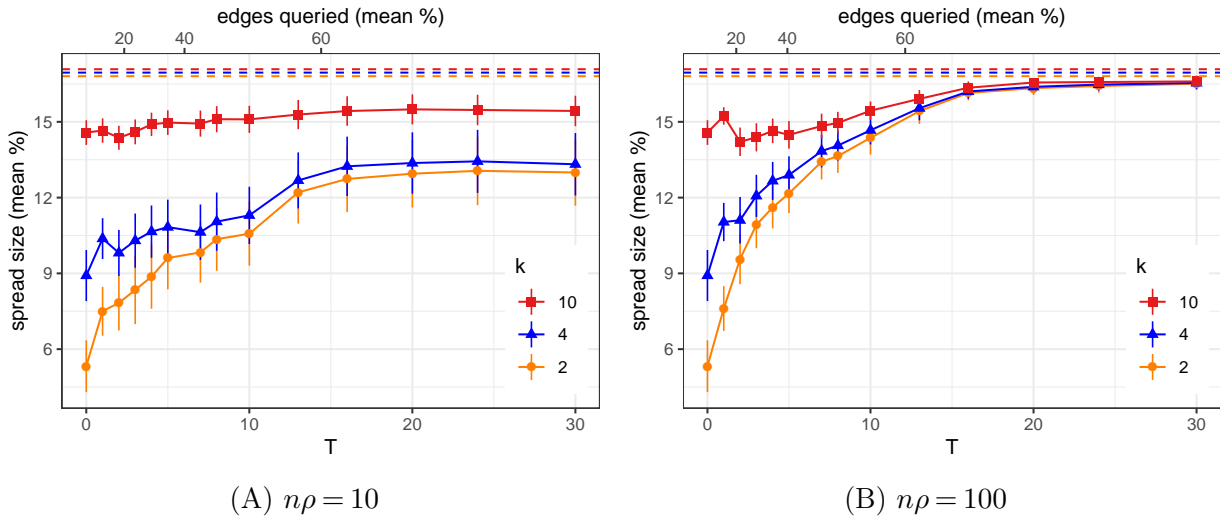 edges queried (mean %)
20 40 60
spread size (mean %)
15
12
9
6
k
10
4
2
0 10 20 30
T
(A) nρ = 10
edges queried (mean %)
20 40 60
spread size (mean %)
15
12
9
6
k
10
4
2
0 10 20 30
T
(B) nρ = 100